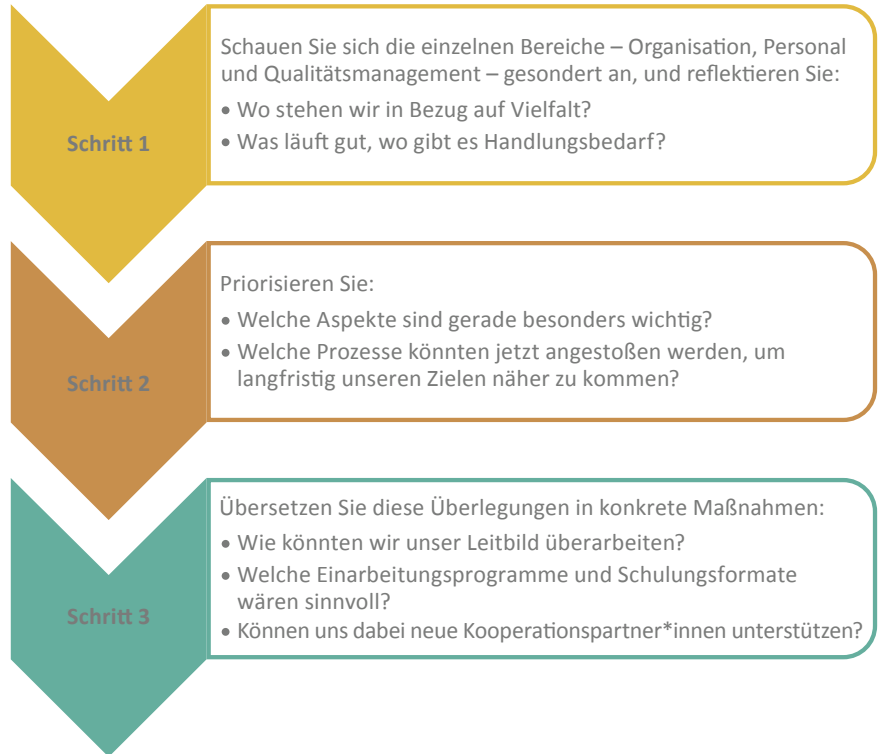 Schritt 1
Schauen Sie sich die einzelnen Bereiche – Organisation, Personal
und Qualitätsmanagement – gesondert an, und reflektieren Sie:
• Wo stehen wir in Bezug auf Vielfalt?
• Was läuft gut, wo gibt es Handlungsbedarf?
Schritt 2
Priorisieren Sie:
• Welche Aspekte sind gerade besonders wichtig?
• Welche Prozesse könnten jetzt angestoßen werden, um
langfristig unseren Zielen näher zu kommen?
Schritt 3
Übersetzen Sie diese Überlegungen in konkrete Maßnahmen:
• Wie könnten wir unser Leitbild überarbeiten?
• Welche Einarbeitungsprogramme und Schulungsformate
wären sinnvoll?
• Können uns dabei neue Kooperationspartner*innen unterstützen?